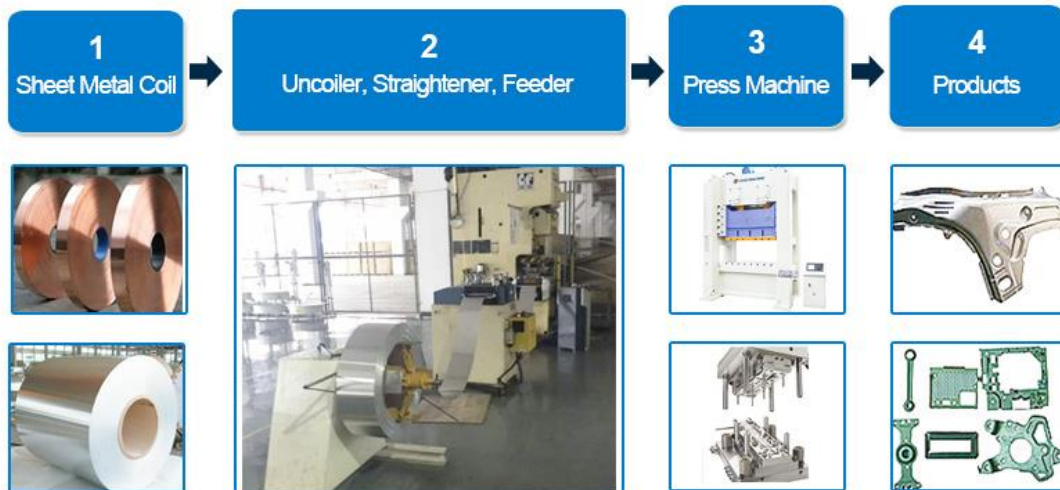 1
Sheet Metal Coil
2
Uncoiler, Straightener, Feeder
3
Press Machine
4
Products